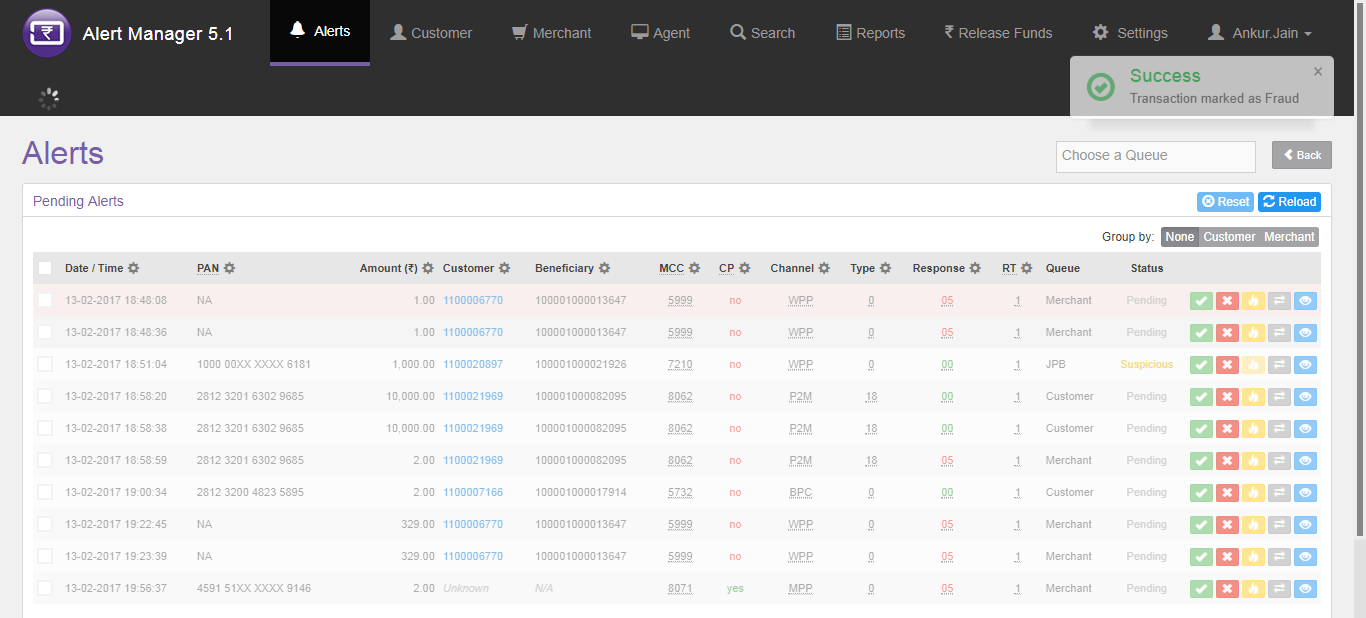 Alert Manager 5.1
Alerts Customer Merchant Agent Search Reports ₹ Release Funds Settings Ankur.Jain
Success ×
Transaction marked as Fraud
Alerts
Choose a Queue Back
Pending Alerts Reset Reload
Group by: None Customer Merchant
Date / Time PAN Amount (₹) Customer Beneficiary MCC CP Channel Type Response RT Queue Status
13-02-2017 18:48:08 NA 1.00 1100006770 100001000013647 5999 no WPP 0 05 1 Merchant Pending
13-02-2017 18:48:36 NA 1.00 1100006770 100001000013647 5999 no WPP 0 05 1 Merchant Pending
13-02-2017 18:51:04 1000 00XX XXXX 6181 1,000.00 1100020897 100001000021926 7210 no WPP 0 00 1 JPB Suspicious
13-02-2017 18:58:20 2812 3201 6302 9685 10,000.00 1100021969 100001000082095 8062 no P2M 18 00 1 Customer Pending
13-02-2017 18:58:38 2812 3201 6302 9685 10,000.00 1100021969 100001000082095 8062 no P2M 18 00 1 Customer Pending
13-02-2017 18:58:59 2812 3201 6302 9685 2.00 1100021969 100001000082095 8062 no P2M 18 05 1 Merchant Pending
13-02-2017 19:00:34 2812 3200 4823 5895 2.00 1100007166 100001000017914 5732 no BPC 0 00 1 Customer Pending
13-02-2017 19:22:45 NA 329.00 1100006770 100001000013647 5999 no WPP 0 05 1 Merchant Pending
13-02-2017 19:23:39 NA 329.00 1100006770 100001000013647 5999 no WPP 0 05 1 Merchant Pending
13-02-2017 19:56:37 4591 51XX XXXX 9146 2.00 Unknown N/A 8071 yes MPP 0 05 1 Merchant Pending